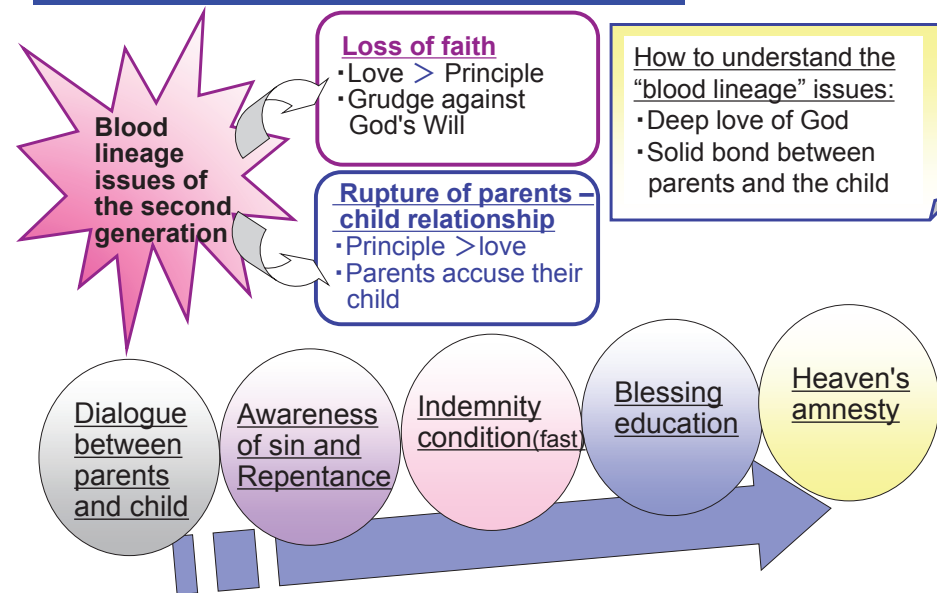 Blood
lineage
issues of
the second
generation
Loss of faith
・Love ＞ Principle
・Grudge against
God's Will
Rupture of parents –
child relationship
・Principle ＞love
・Parents accuse their
child
How to understand the
“blood lineage” issues:
・Deep love of God
・Solid bond between
parents and the child
Dialogue
between
parents
and child
Awareness
of sin and
Repentance
Indemnity
condition(fast)
Blessing
education
Heaven's
amnesty